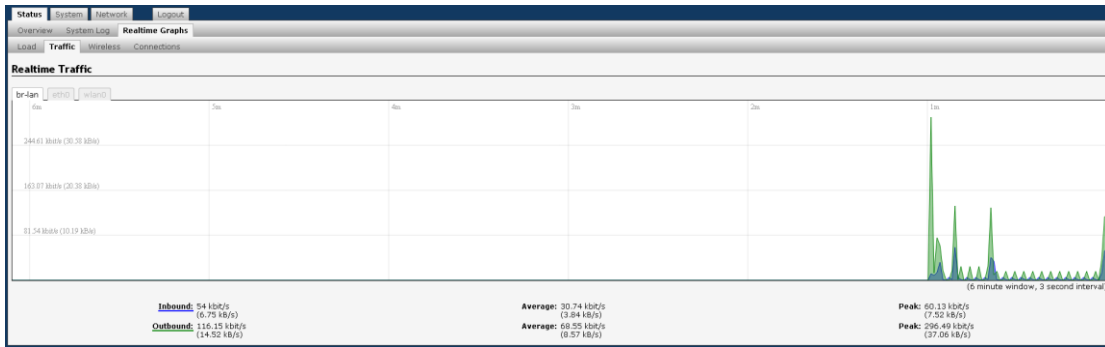 Status System Network Logout
Overview System Log Realtime Graphs
Load Traffic Wireless Connections
Realtime Traffic
br-lan eth0 wlan0
6m 5m 4m 3m 2m 1m
244.61 kbit/s (30.58 kB/s)
163.07 kbit/s (20.38 kB/s)
81.54 kbit/s (10.19 kB/s)
(6 minute window, 3 second interval)
Inbound: 54 kbit/s Average: 30.74 kbit/s Peak: 60.13 kbit/s
(6.75 kB/s) (3.84 kB/s) (7.52 kB/s)
Outbound: 116.15 kbit/s Average: 68.55 kbit/s Peak: 296.49 kbit/s
(14.52 kB/s) (8.57 kB/s) (37.06 kB/s)